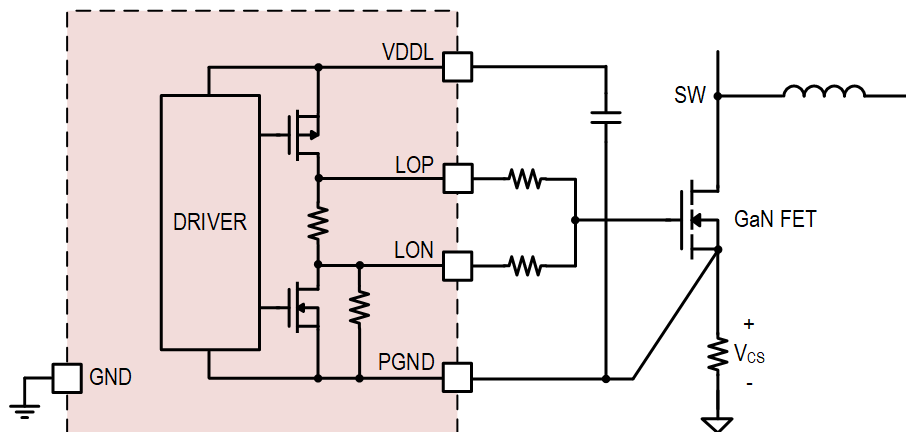 VDDL
SW
LOP
DRIVER
GaN FET
LON
+
VCS
-
PGND
GND